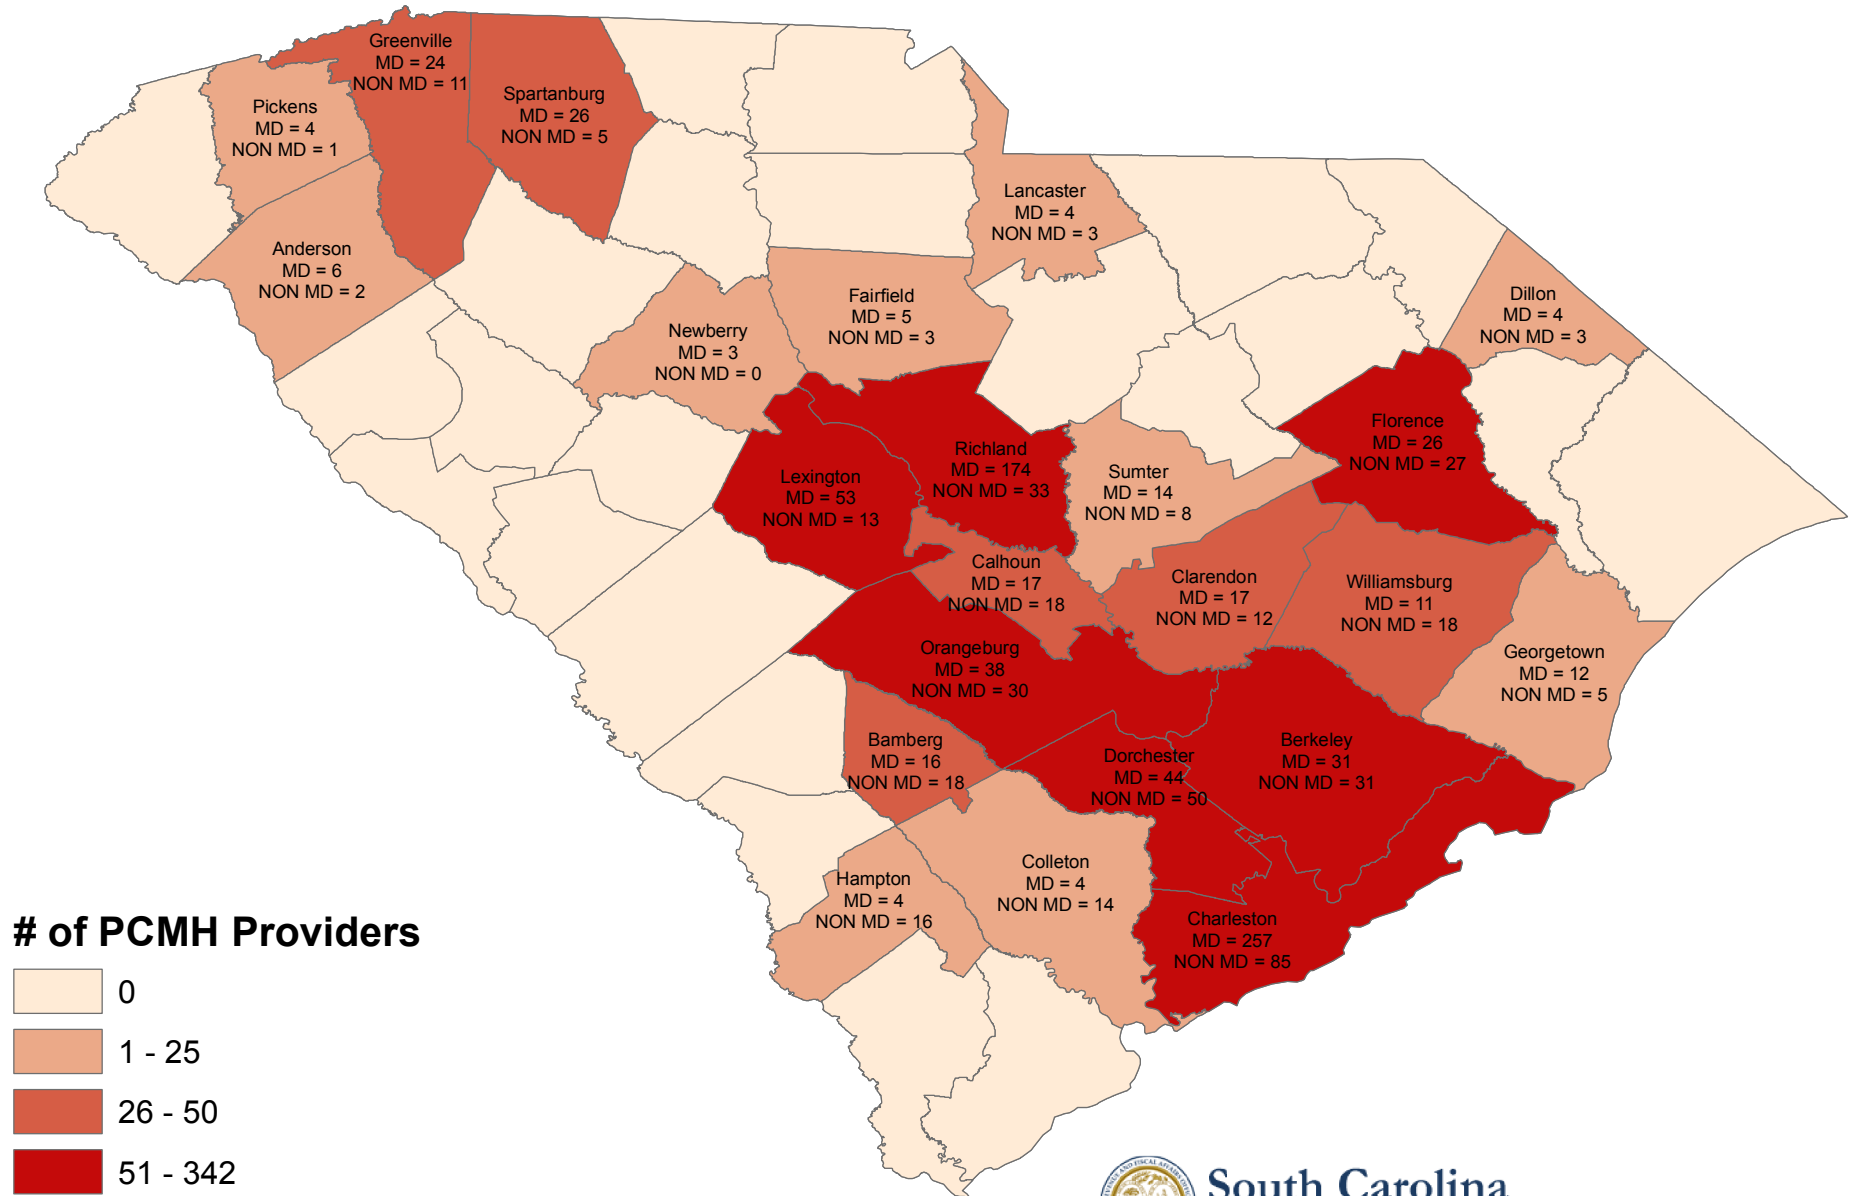 Greenville
MD = 24
NON MD = 11
Spartanburg
MD = 26
NON MD = 5
Pickens
MD = 4
NON MD = 1
Lancaster
MD = 4
NON MD = 3
Anderson
MD = 6
NON MD = 2
Fairfield
MD = 5
NON MD = 3
Dillon
MD = 4
NON MD = 3
Newberry
MD = 3
NON MD = 0
Florence
MD = 26
NON MD = 27
Richland
MD = 174
NON MD = 33
Lexington
MD = 53
NON MD = 13
Sumter
MD = 14
NON MD = 8
Calhoun
MD = 17
NON MD = 18
Clarendon
MD = 17
NON MD = 12
Williamsburg
MD = 11
NON MD = 18
Orangeburg
MD = 38
NON MD = 30
Georgetown
MD = 12
NON MD = 5
Bamberg
MD = 16
NON MD = 18
Dorchester
MD = 44
NON MD = 50
Berkeley
MD = 31
NON MD = 31
Colleton
MD = 4
NON MD = 14
Hampton
MD = 4
NON MD = 16
Charleston
MD = 257
NON MD = 85
# of PCMH Providers
0
1 - 25
26 - 50
51 - 342
South Carolina